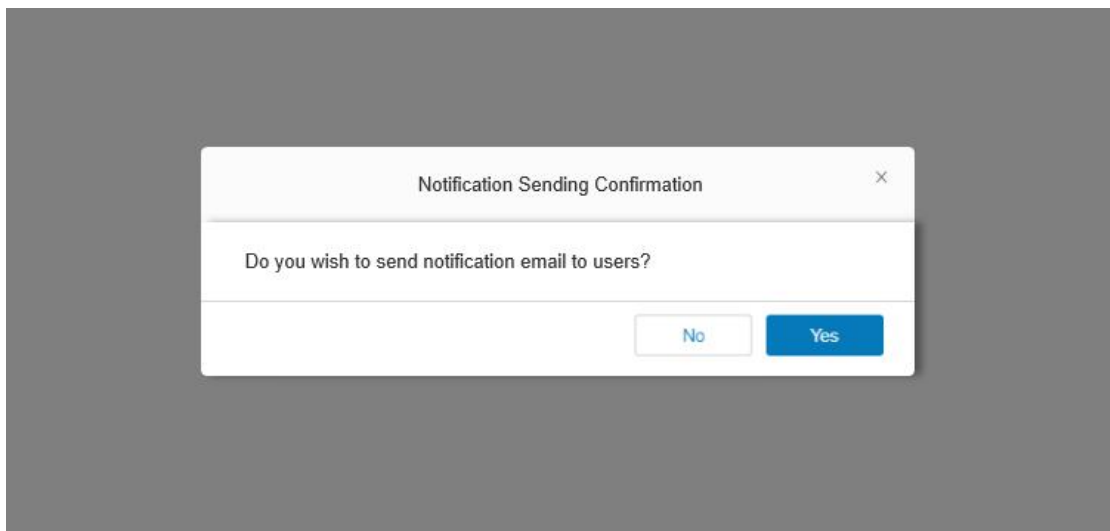 Notification Sending Confirmation
Do you wish to send notification email to users?
No
Yes